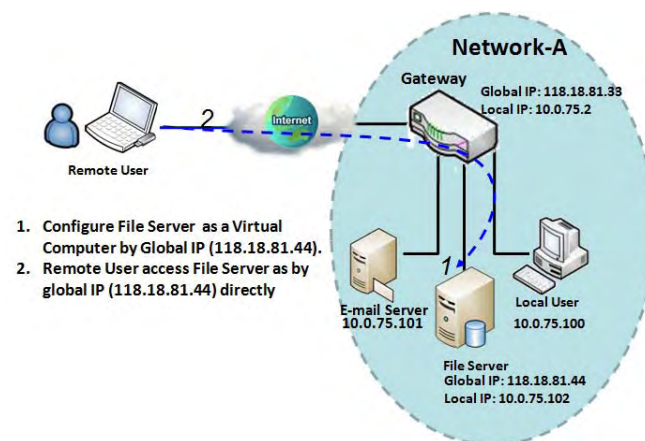 Network-A
Gateway
Global IP: 118.18.81.33
Local IP: 10.0.75.2
2
Internet
Remote User
1. Configure File Server as a Virtual
Computer by Global IP (118.18.81.44).
2. Remote User access File Server as by
global IP (118.18.81.44) directly
1
E-mail Server
10.0.75.101
Local User
10.0.75.100
File Server
Global IP: 118.18.81.44
Local IP: 10.0.75.102